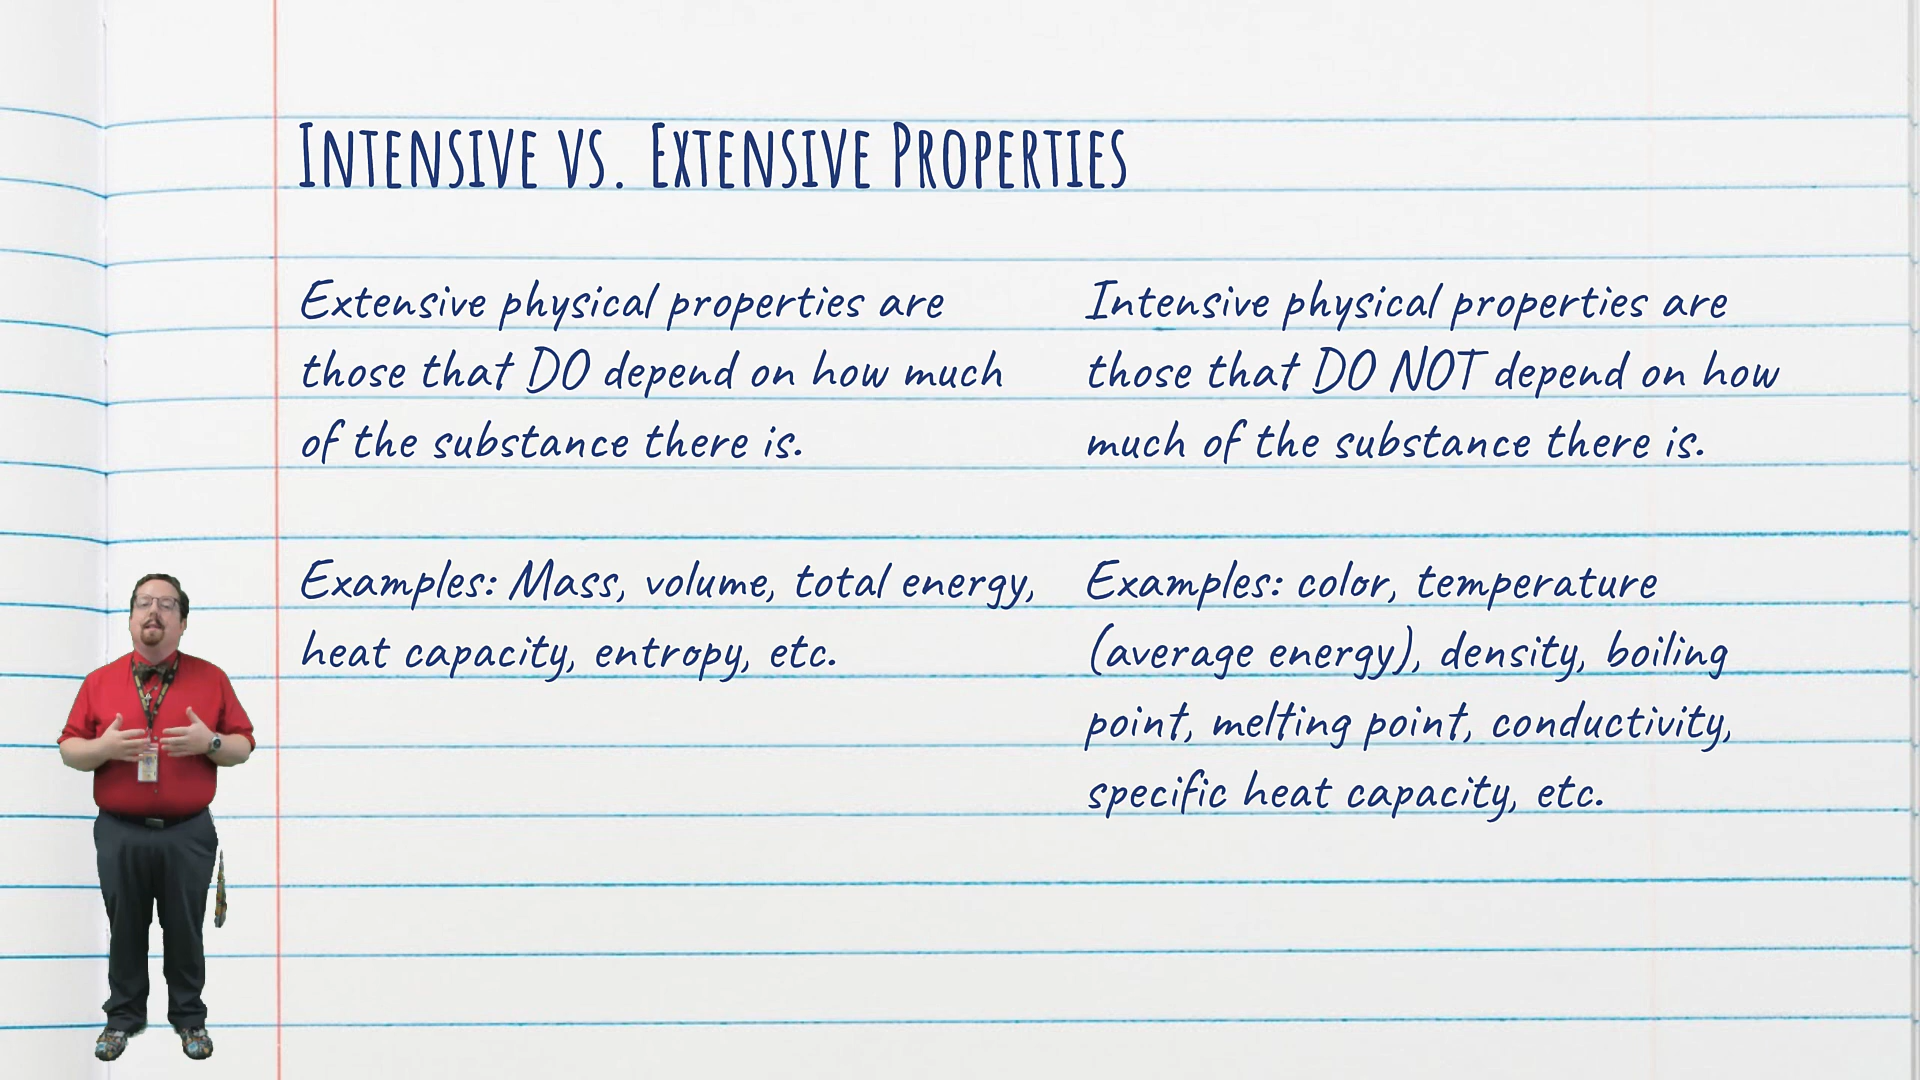 Intensive vs. Extensive Properties
Extensive physical properties are
those that DO depend on how much
of the substance there is.
Examples: Mass, volume, total energy,
heat capacity, entropy, etc.
Intensive physical properties are
those that DO NOT depend on how
much of the substance there is.
Examples: color, temperature
(average energy), density, boiling
point, melting point, conductivity,
specific heat capacity, etc.